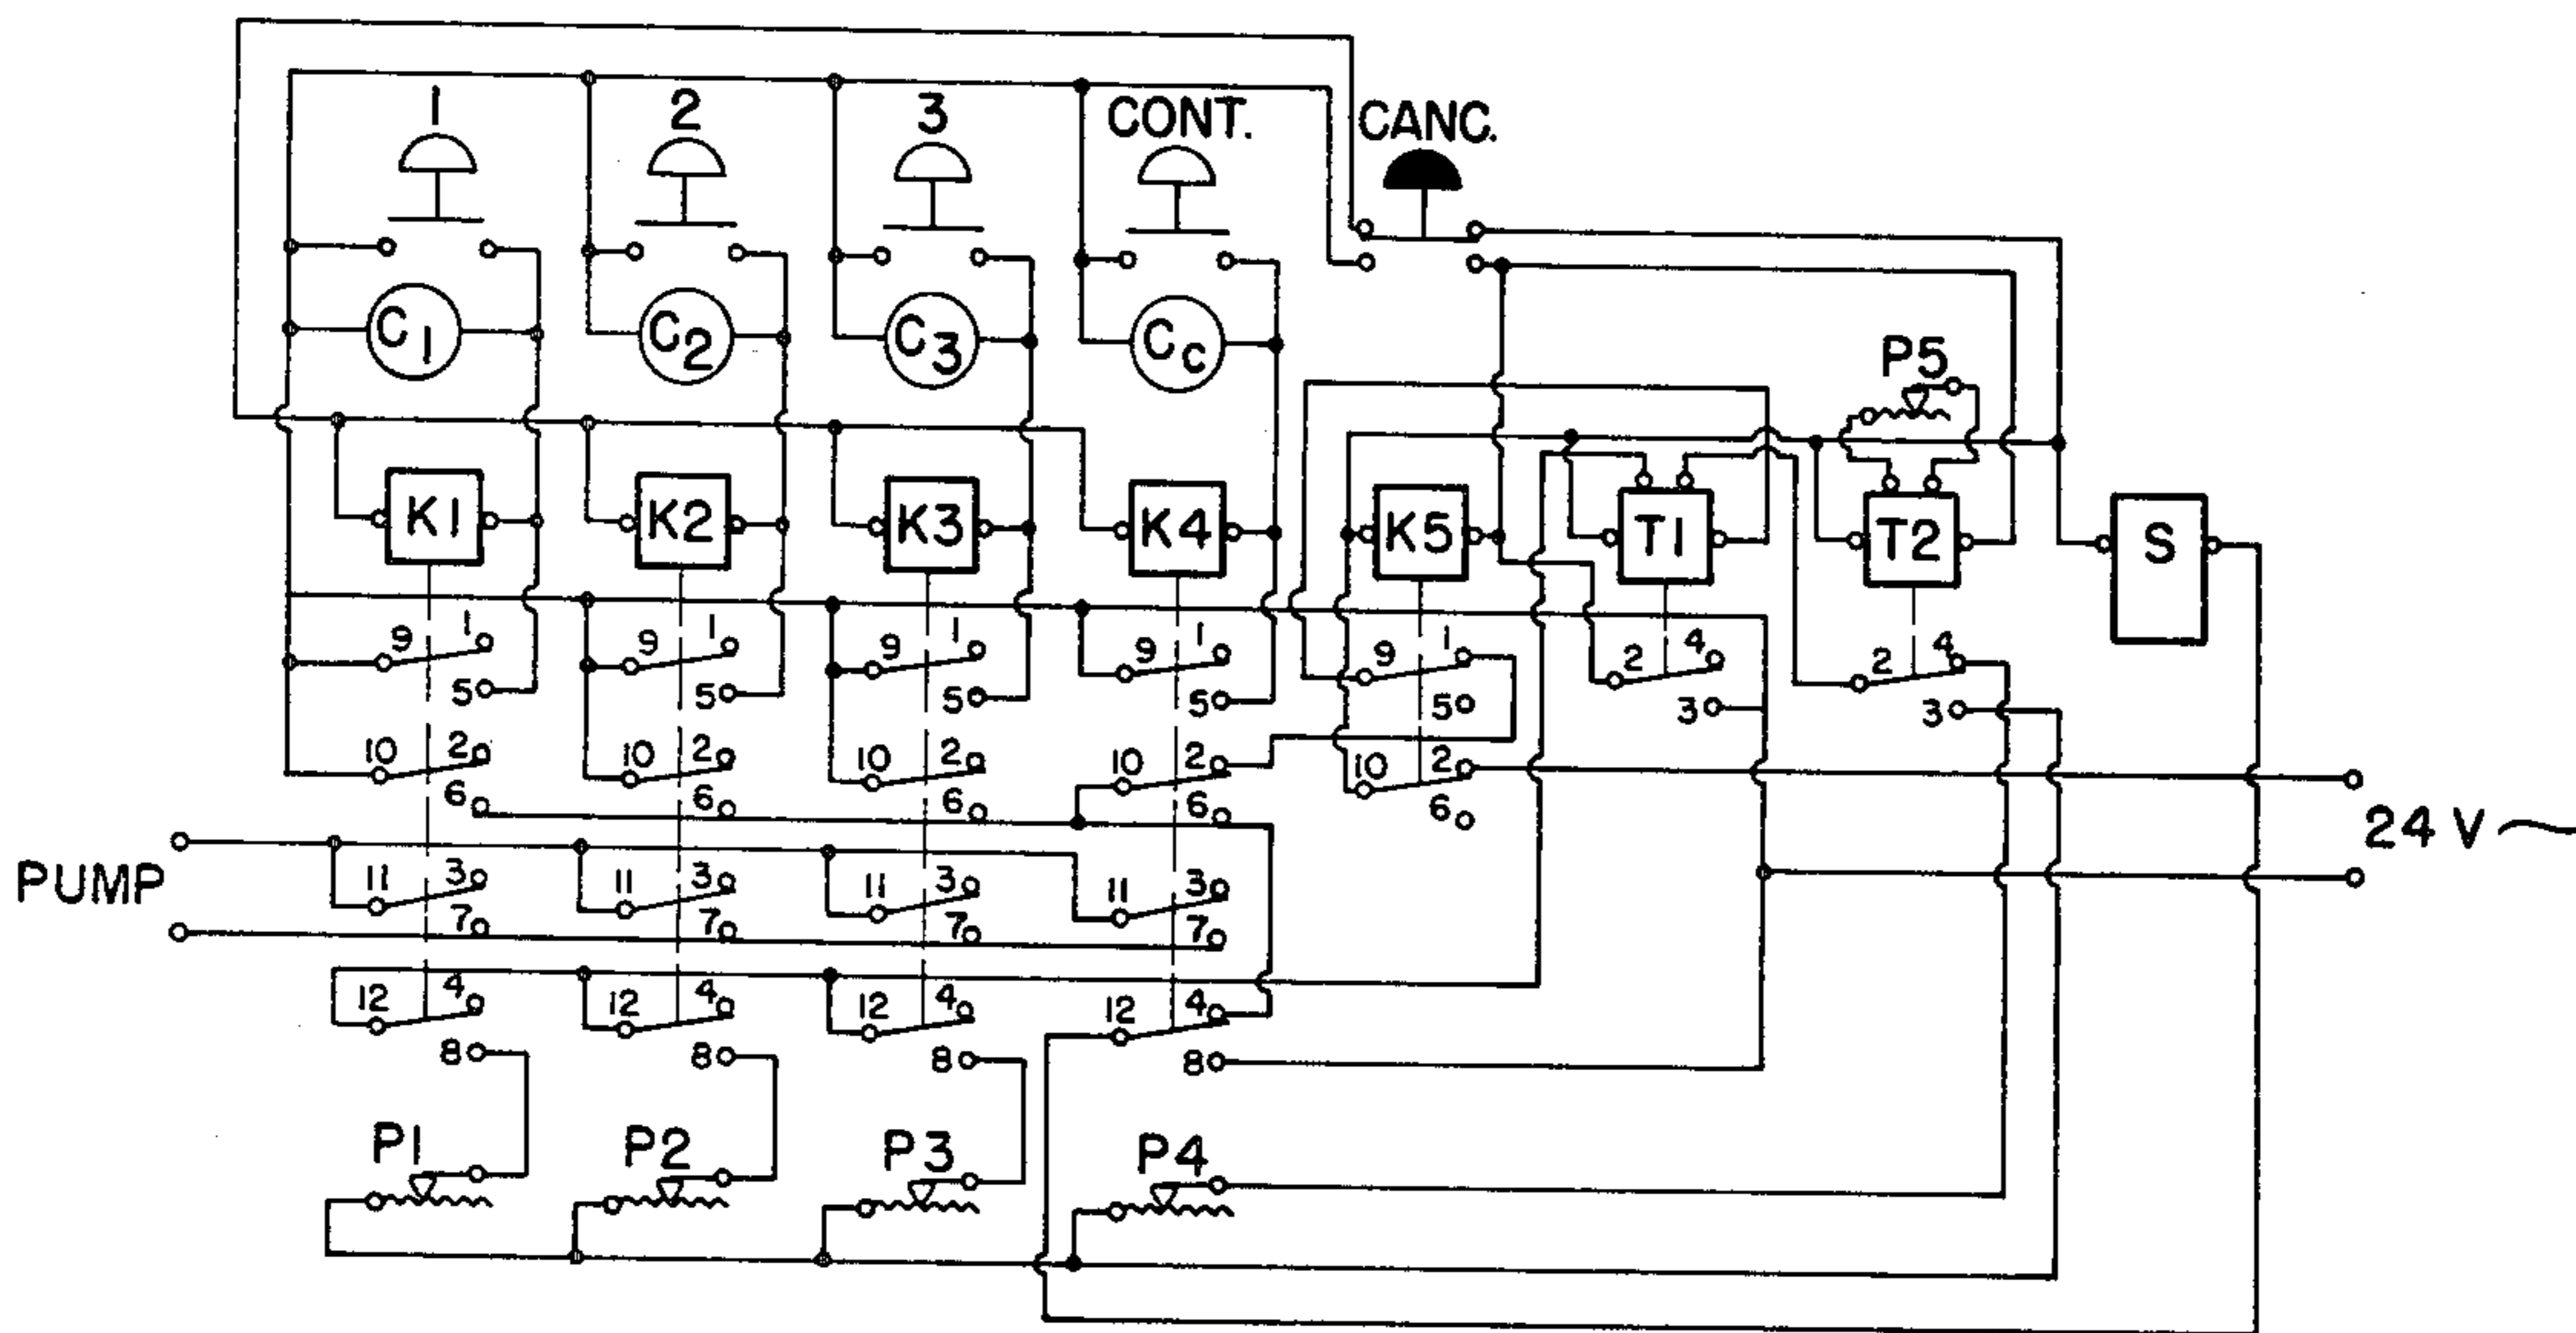 1 2 3 CONT. CANC.
C1 C2 C3 Cc P5
K1 K2 K3 K4 K5 T1 T2 S
9 1 9 1 9 1 9 1 9 1 2 4 2 4
5 5 5 5 5 3 3
10 2 10 2 10 2 10 2 10 2
6 6 6 6 6
24 V
PUMP
11 3 11 3 11 3 11 3
7 7 7 7
12 4 12 4 12 4 12 4
8 8 8 8
P1 P2 P3 P4